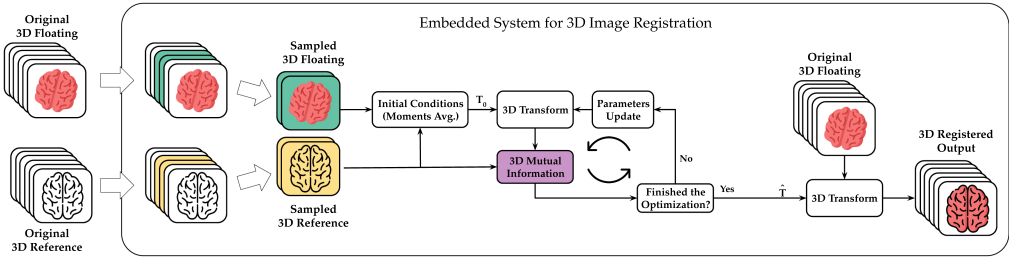 Embedded System for 3D Image Registration
Original
3D Floating
Sampled
3D Floating
Initial Conditions
(Moments Avg.)
T₀
3D Transform
Parameters
Update
Original
3D Floating
3D Registered
Output
3D Mutual
Information
No
Finished the
Optimization?
Yes
T̂
3D Transform
Sampled
3D Reference
Original
3D Reference